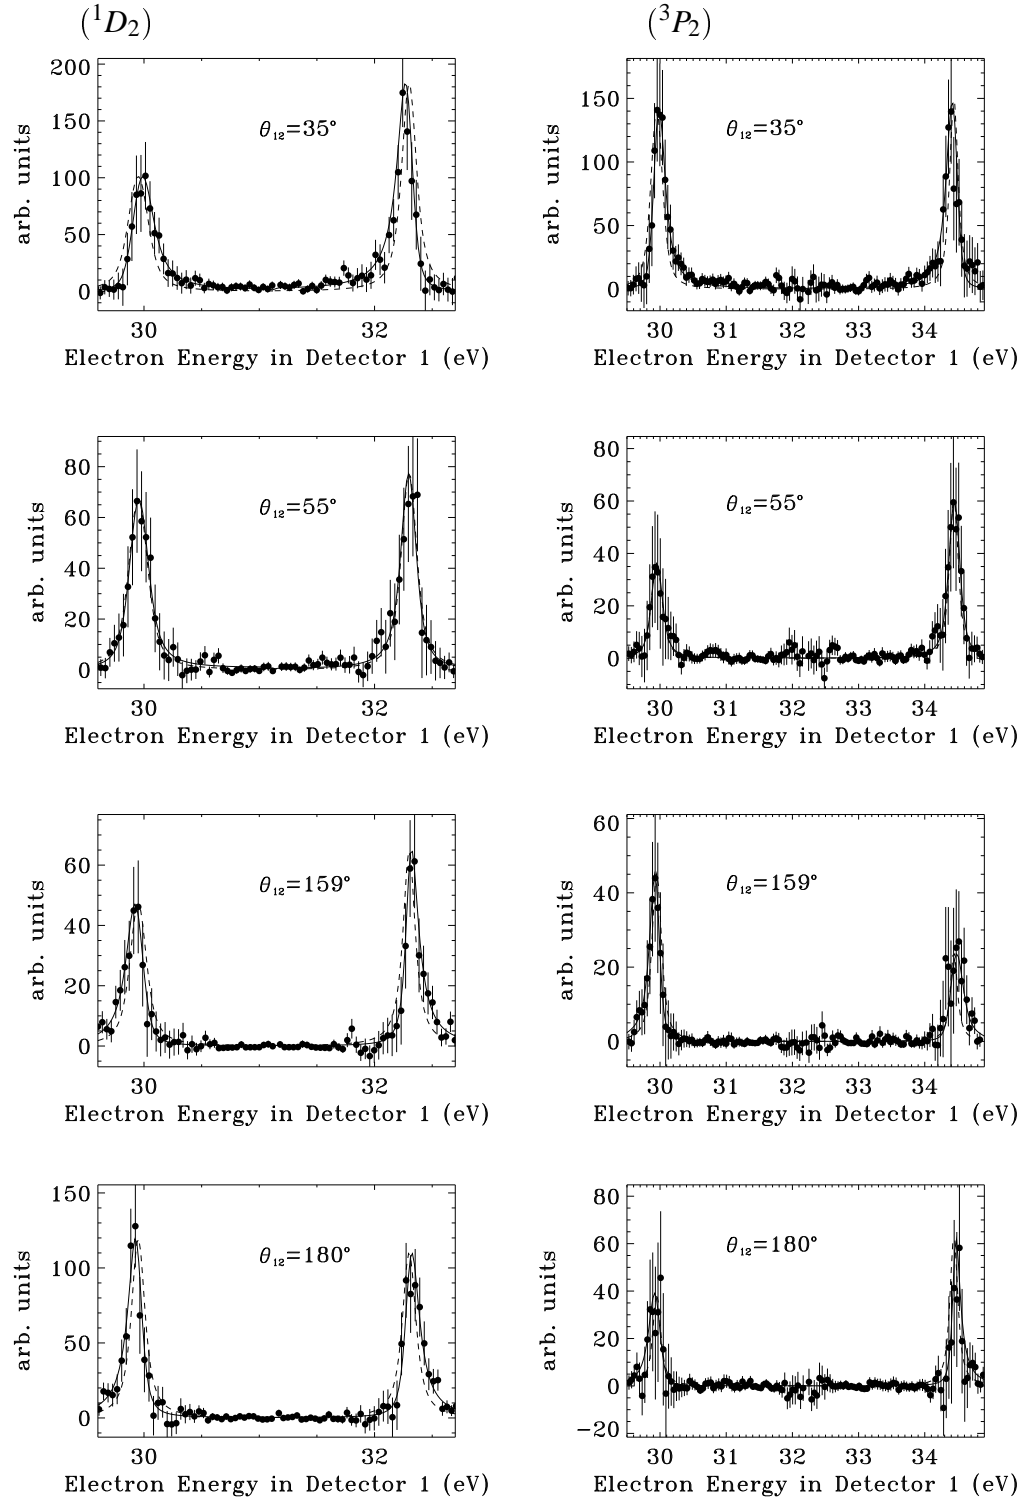 (¹D₂)
(³P₂)
200
150
100
50
0
arb. units
θ₁₂=35°
30
32
Electron Energy in Detector 1 (eV)
150
100
50
0
arb. units
θ₁₂=35°
30
31
32
33
34
Electron Energy in Detector 1 (eV)
80
60
40
20
0
arb. units
θ₁₂=55°
30
32
Electron Energy in Detector 1 (eV)
80
60
40
20
0
arb. units
θ₁₂=55°
30
31
32
33
34
Electron Energy in Detector 1 (eV)
60
40
20
0
arb. units
θ₁₂=159°
30
32
Electron Energy in Detector 1 (eV)
60
40
20
0
arb. units
θ₁₂=159°
30
31
32
33
34
Electron Energy in Detector 1 (eV)
150
100
50
0
arb. units
θ₁₂=180°
30
32
Electron Energy in Detector 1 (eV)
80
60
40
20
0
−20
arb. units
θ₁₂=180°
30
31
32
33
34
Electron Energy in Detector 1 (eV)